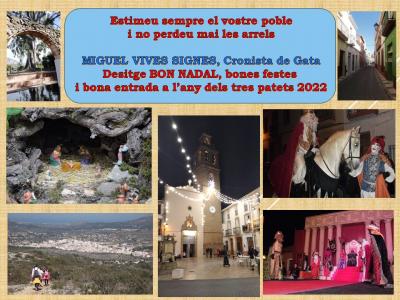 Estimeu sempre el vostre poble
i no perdeu mai les arrels
MIGUEL VIVES SIGNES, Cronista de Gata
Desitge BON NADAL, bones festes
i bona entrada a l'any dels tres patets 2022